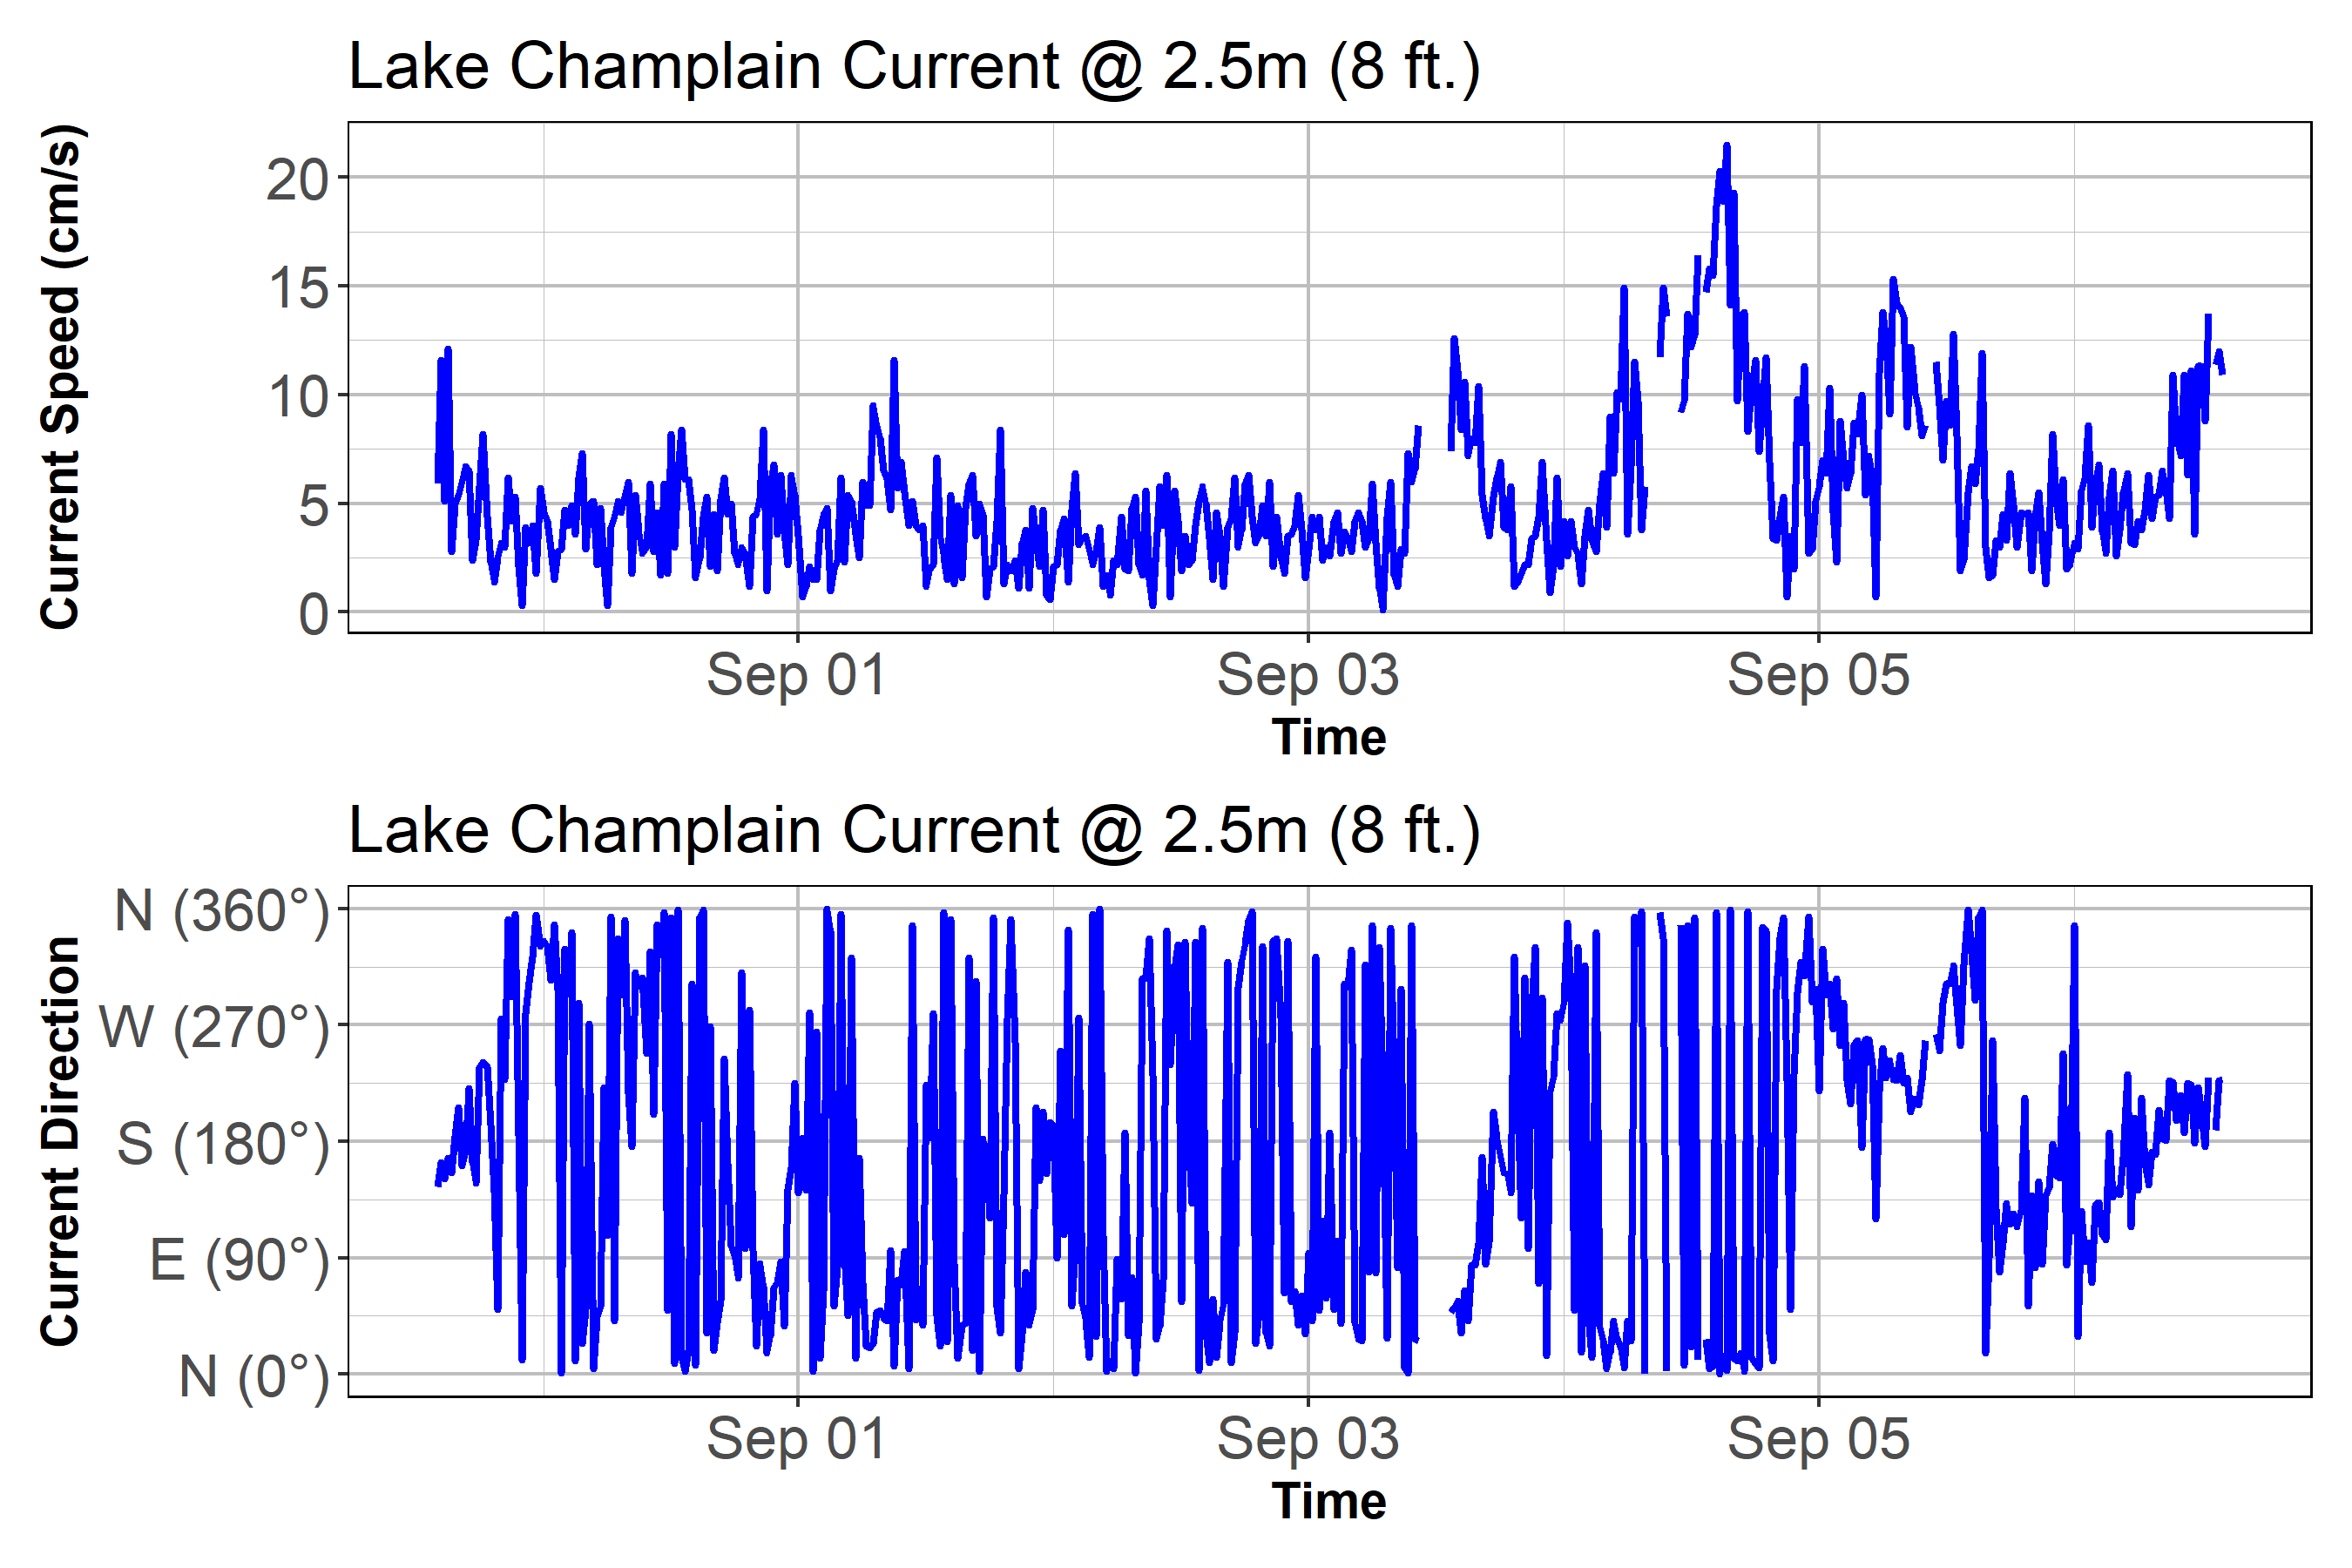 Lake Champlain Current @ 2.5m (8 ft.)
Current Speed (cm/s)
20
15
10
5
0
Sep 01 Sep 03 Sep 05
Time
Lake Champlain Current @ 2.5m (8 ft.)
Current Direction
N (360°)
W (270°)
S (180°)
E (90°)
N (0°)
Sep 01 Sep 03 Sep 05
Time